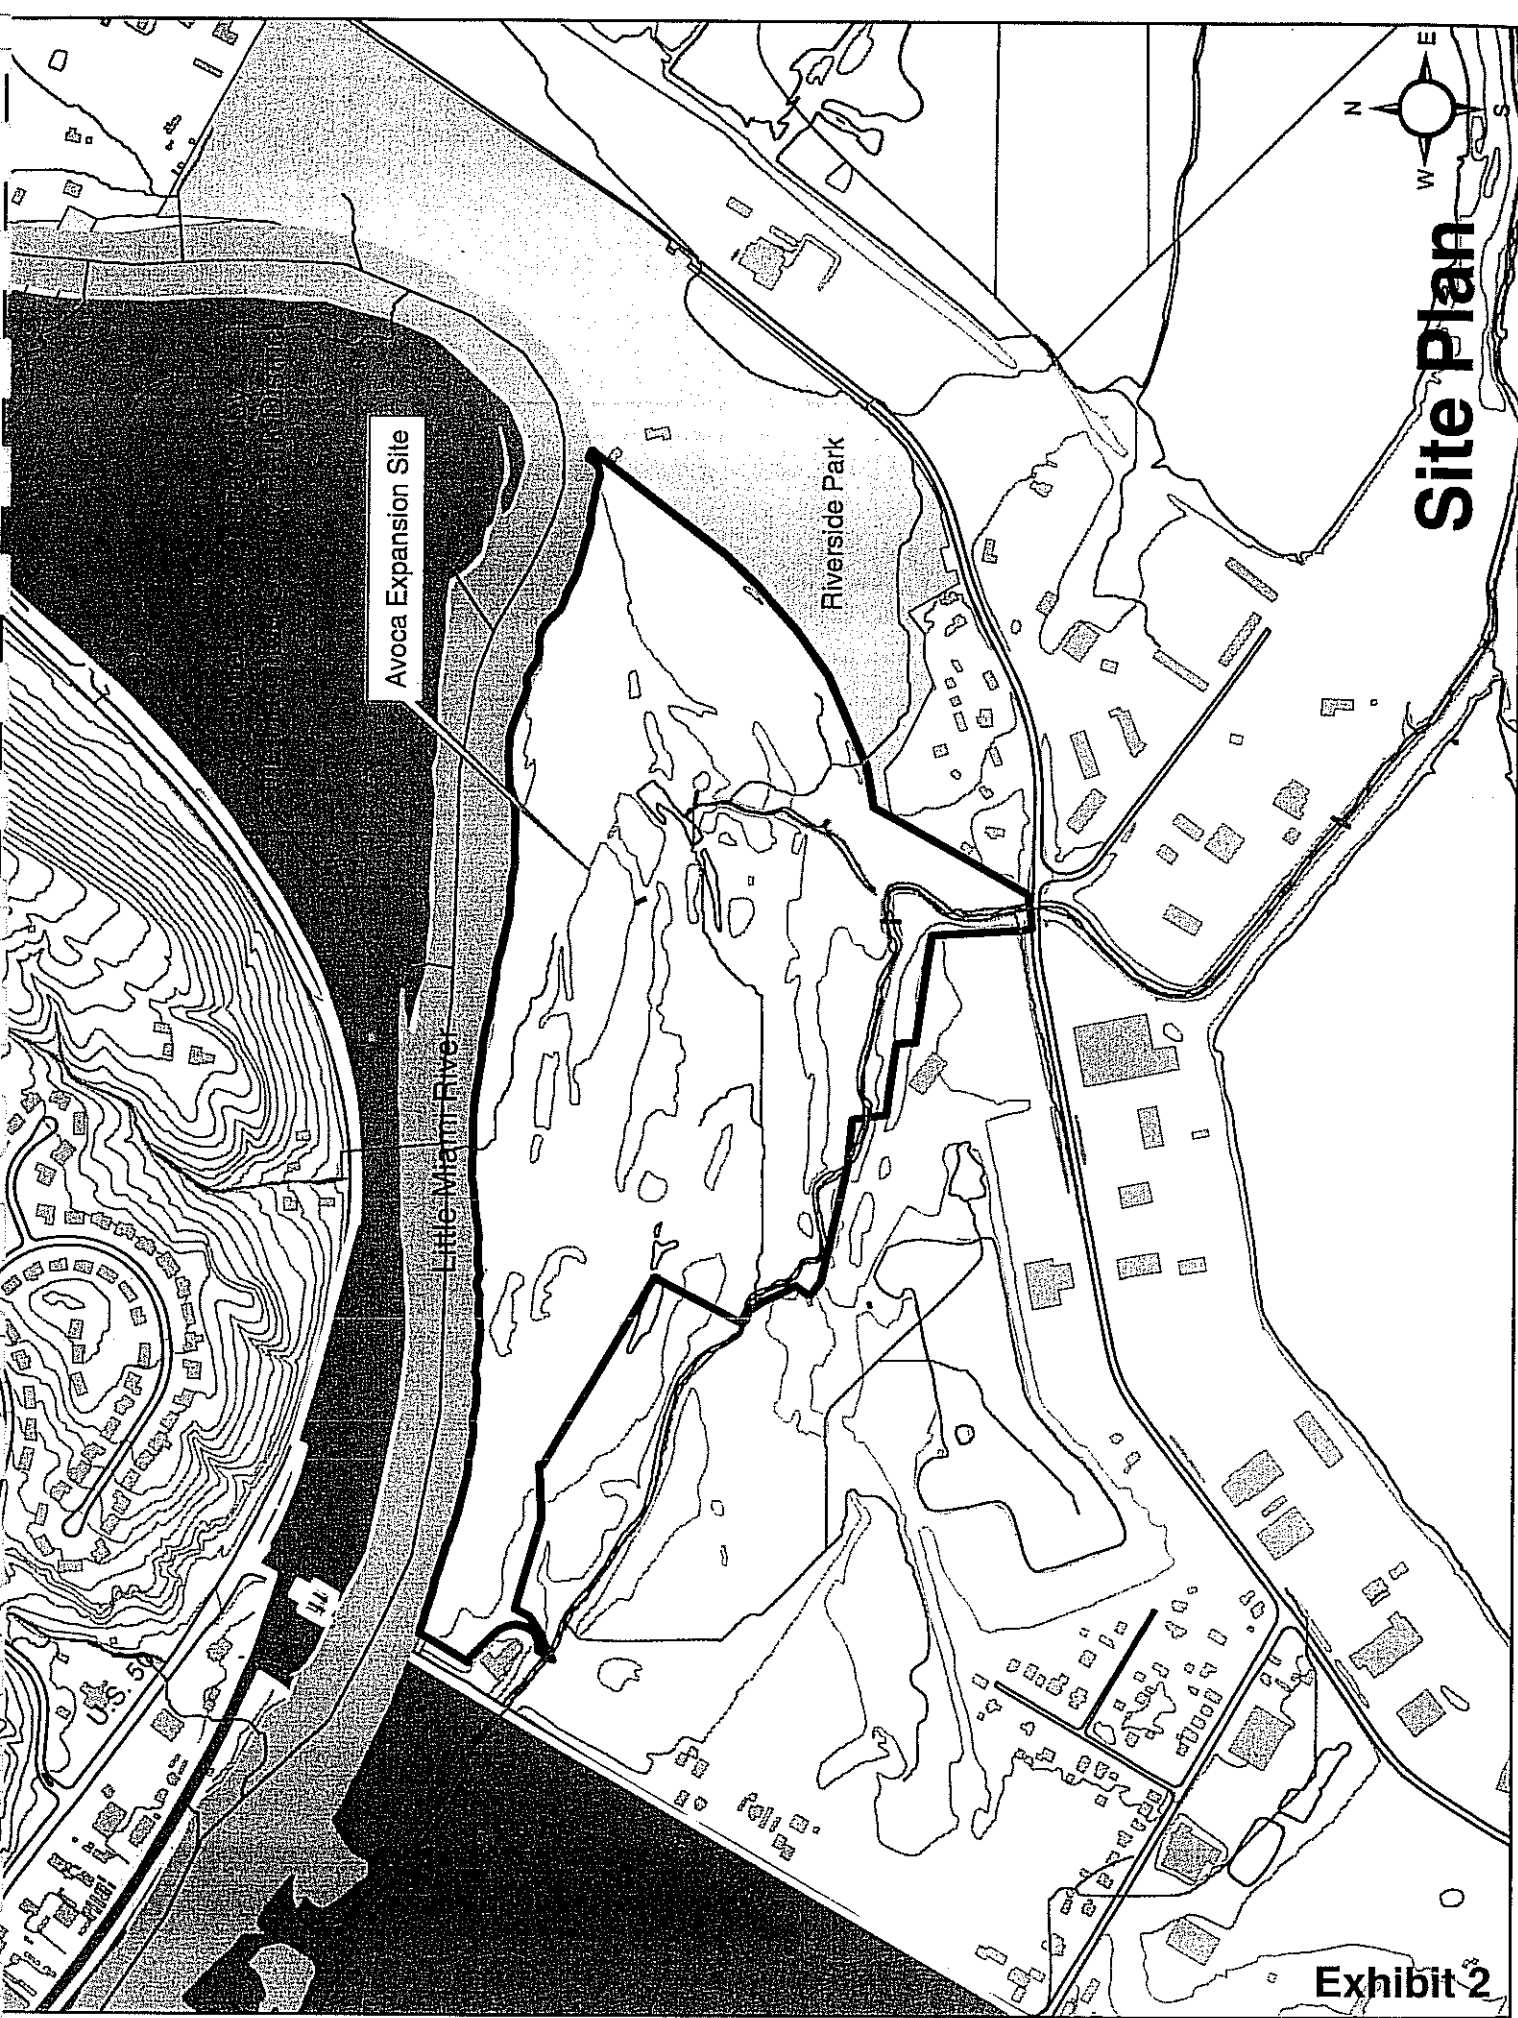 Avoca Expansion Site
Riverside Park
Little Miami River
U.S. 50
N
W
E
S
Site Plan
Exhibit 2